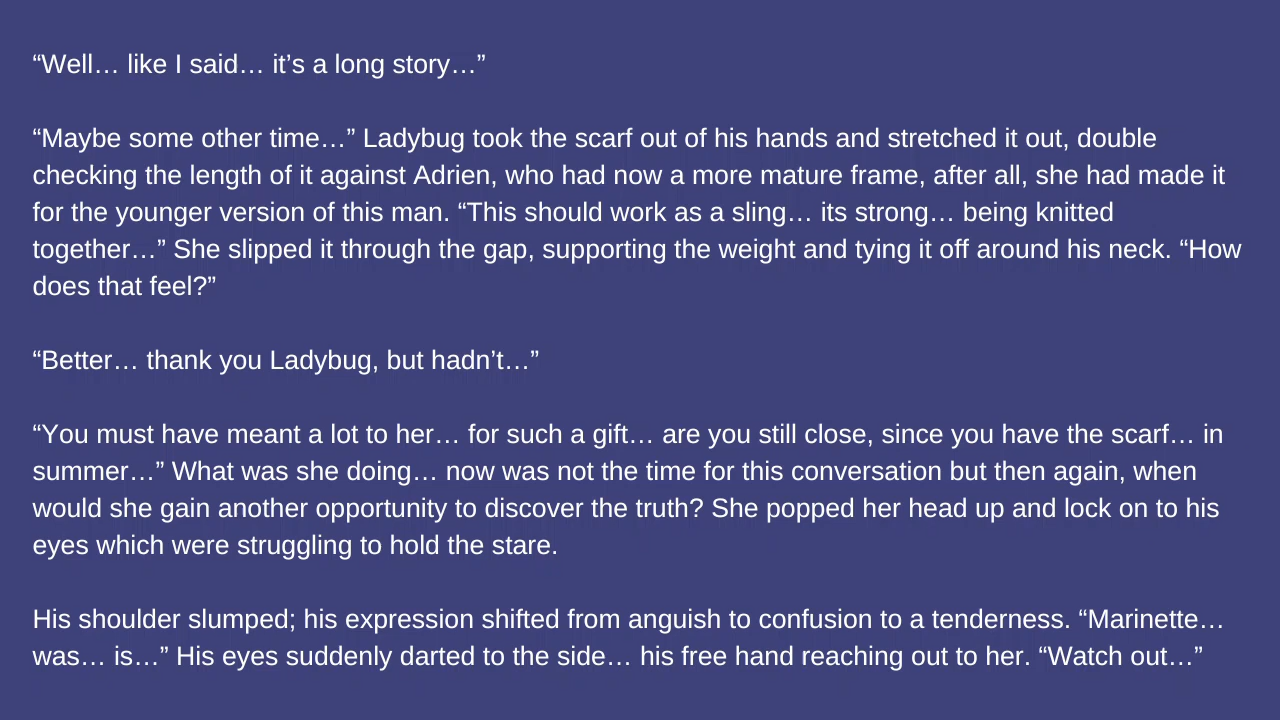 “Well… like I said… it’s a long story…”
“Maybe some other time…” Ladybug took the scarf out of his hands and stretched it out, double
checking the length of it against Adrien, who had now a more mature frame, after all, she had made it
for the younger version of this man. “This should work as a sling… its strong… being knitted
together…” She slipped it through the gap, supporting the weight and tying it off around his neck. “How
does that feel?”
“Better… thank you Ladybug, but hadn’t…”
“You must have meant a lot to her… for such a gift… are you still close, since you have the scarf… in
summer…” What was she doing… now was not the time for this conversation but then again, when
would she gain another opportunity to discover the truth? She popped her head up and lock on to his
eyes which were struggling to hold the stare.
His shoulder slumped; his expression shifted from anguish to confusion to a tenderness. “Marinette…
was… is…” His eyes suddenly darted to the side… his free hand reaching out to her. “Watch out…”